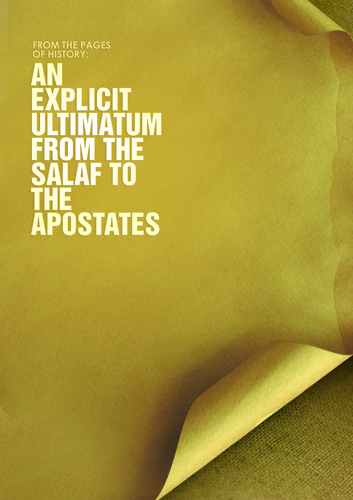 FROM THE PAGES
OF HISTORY:
AN
EXPLICIT
ULTIMATUM
FROM THE
SALAF TO
THE
APOSTATES